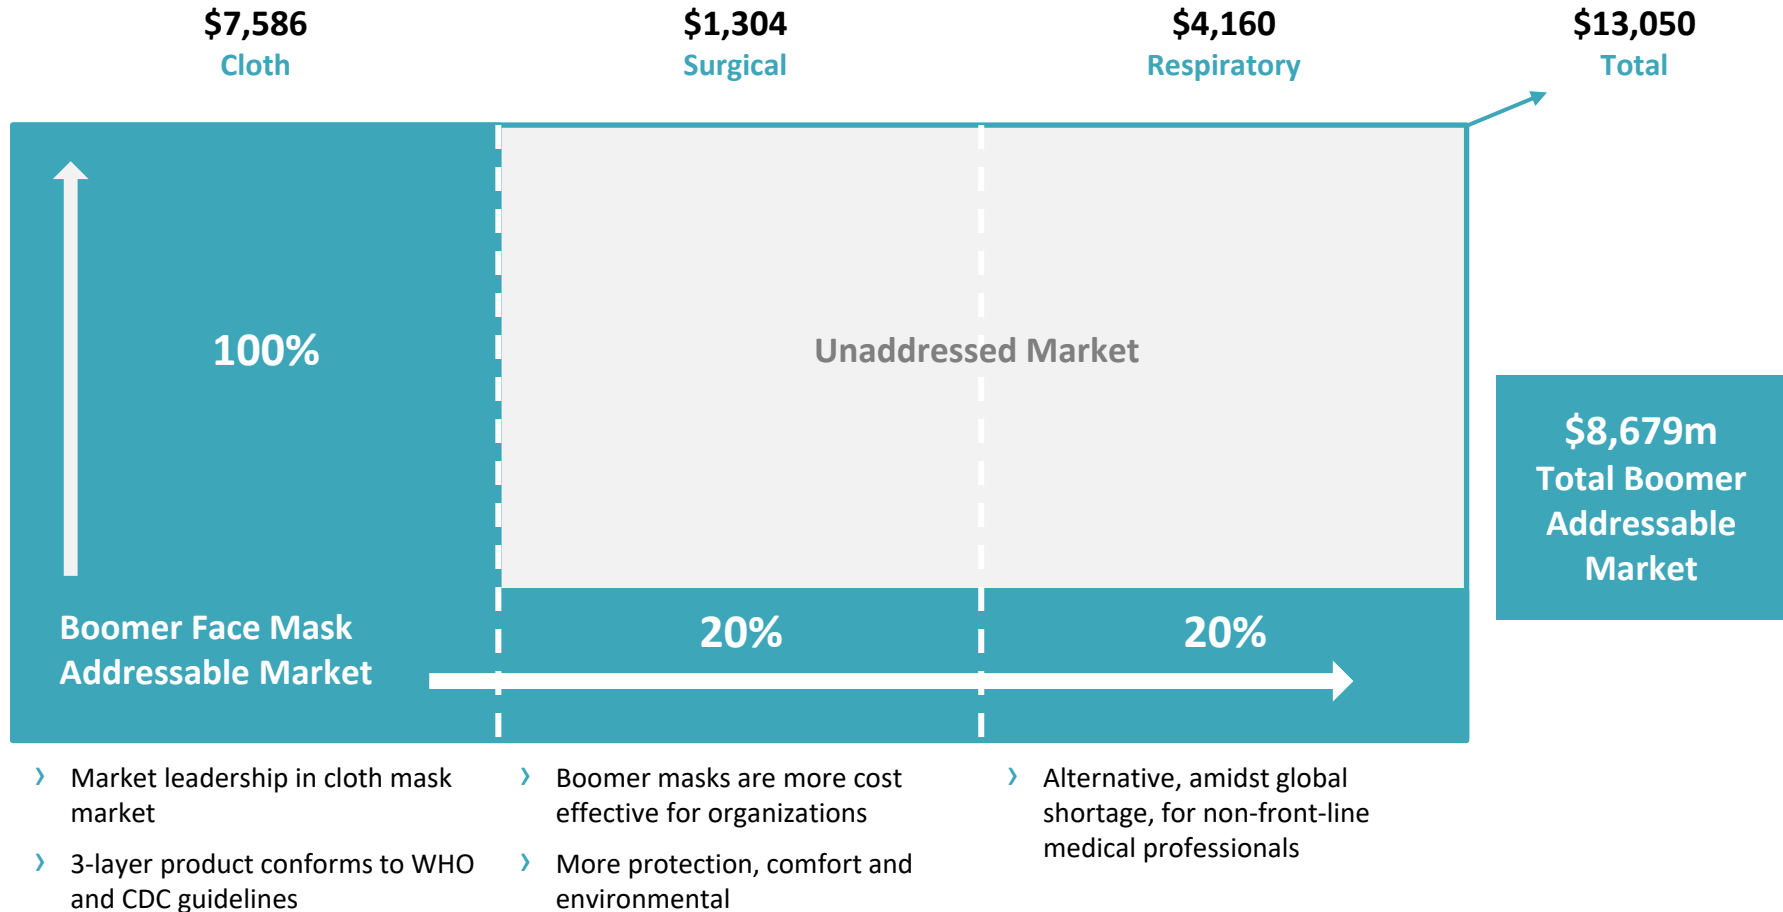 $7,586
Cloth
$1,304
Surgical
$4,160
Respiratory
$13,050
Total
100%
Unaddressed Market
Boomer Face Mask
Addressable Market
20%
20%
$8,679m
Total Boomer
Addressable
Market
› Market leadership in cloth mask
market
› 3-layer product conforms to WHO
and CDC guidelines
› Boomer masks are more cost
effective for organizations
› More protection, comfort and
environmental
› Alternative, amidst global
shortage, for non-front-line
medical professionals